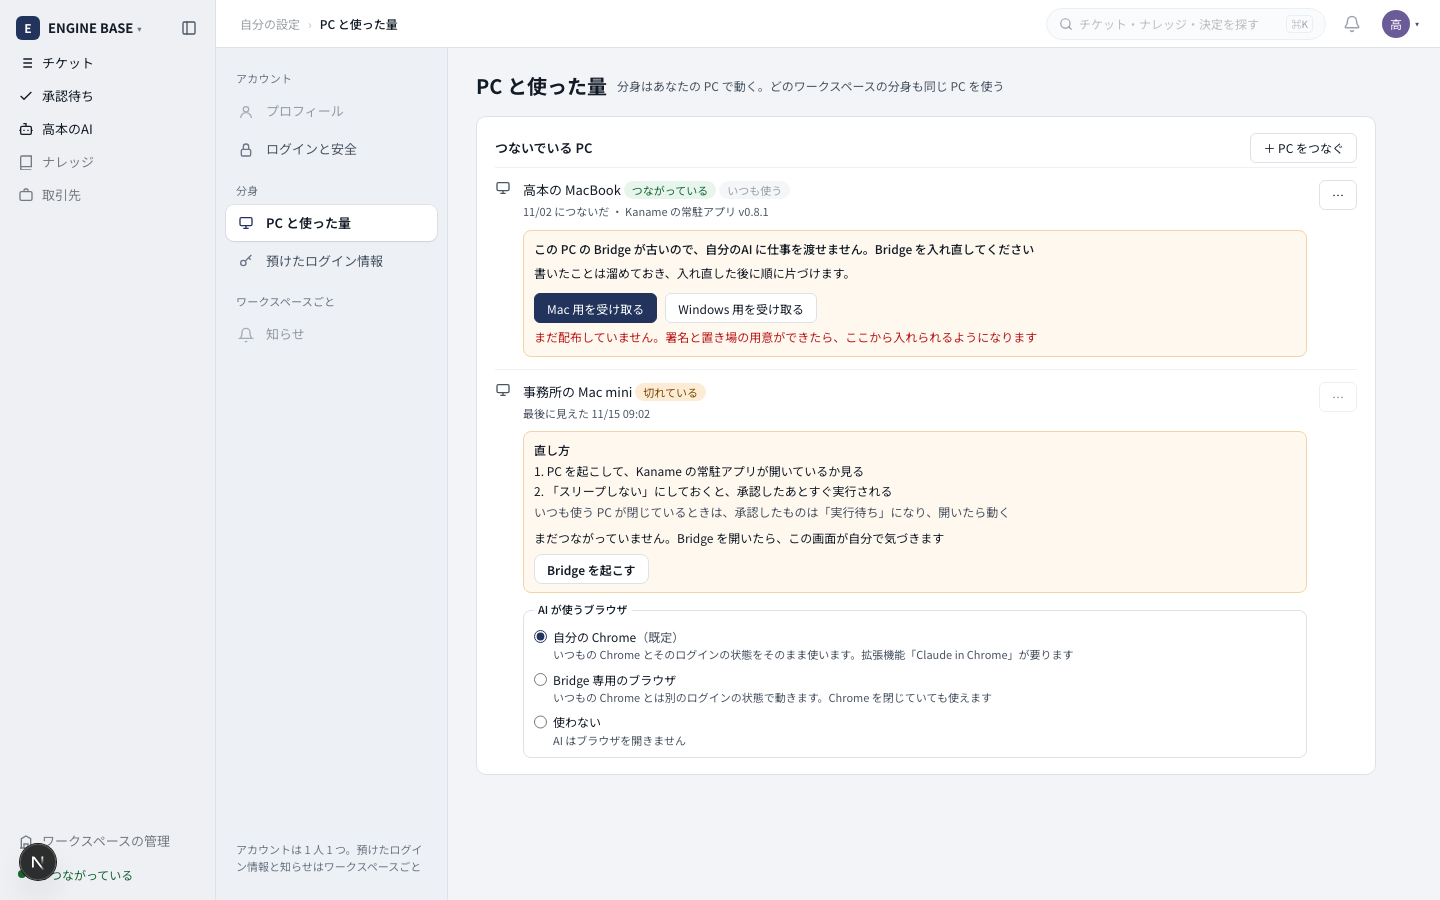 E ENGINE BASE
チケット
承認待ち
高本のAI
ナレッジ
取引先
ワークスペースの管理
N
つながっている
自分の設定 › PC と使った量
チケット・ナレッジ・決定を探す ⌘K
高
アカウント
プロフィール
ログインと安全
分身
PC と使った量
預けたログイン情報
ワークスペースごと
知らせ
アカウントは 1 人 1 つ。預けたログイ
ン情報と知らせはワークスペースごと
PC と使った量 分身はあなたの PC で動く。どのワークスペースの分身も同じ PC を使う
つないでいる PC
＋ PC をつなぐ
高本の MacBook つながっている いつも使う
…
11/02 につないだ ・ Kaname の常駐アプリ v0.8.1
この PC の Bridge が古いので、自分のAI に仕事を渡せません。Bridge を入れ直してください
書いたことは溜めておき、入れ直した後に順に片づけます。
Mac 用を受け取る Windows 用を受け取る
まだ配布していません。署名と置き場の用意ができたら、ここから入れられるようになります
事務所の Mac mini 切れている
…
最後に見えた 11/15 09:02
直し方
1. PC を起こして、Kaname の常駐アプリが開いているか見る
2. 「スリープしない」にしておくと、承認したあとすぐ実行される
いつも使う PC が閉じているときは、承認したものは「実行待ち」になり、開いたら動く
まだつながっていません。Bridge を開いたら、この画面が自分で気づきます
Bridge を起こす
AI が使うブラウザ
自分の Chrome（既定）
いつもの Chrome とそのログインの状態をそのまま使います。拡張機能「Claude in Chrome」が要ります
Bridge 専用のブラウザ
いつもの Chrome とは別のログインの状態で動きます。Chrome を閉じていても使えます
使わない
AI はブラウザを開きません